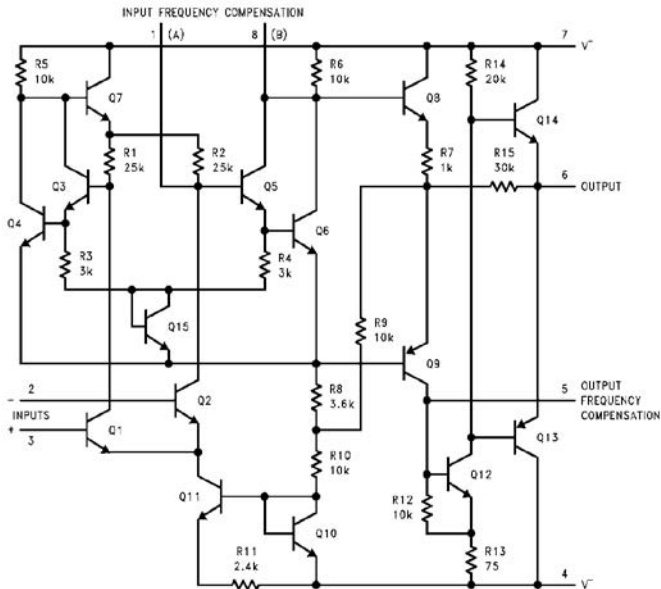 INPUT FREQUENCY COMPENSATION
1 (A) 8 (B) 7
R5
10k
Q7
R6
10k
Q8
R14
20k
V⁻
Q14
R1
25k
R2
25k
R7
1k
R15
30k
6
OUTPUT
Q3
Q4
Q5
Q6
R3
3k
R4
3k
Q15
R9
10k
Q9
- 2
INPUTS
+ 3
Q1
Q2
R8
3.6k
5 OUTPUT
FREQUENCY
COMPENSATION
R10
10k
Q11
Q10
R12
10k
Q12
Q13
R11
2.4k
R13
75
4
V⁻